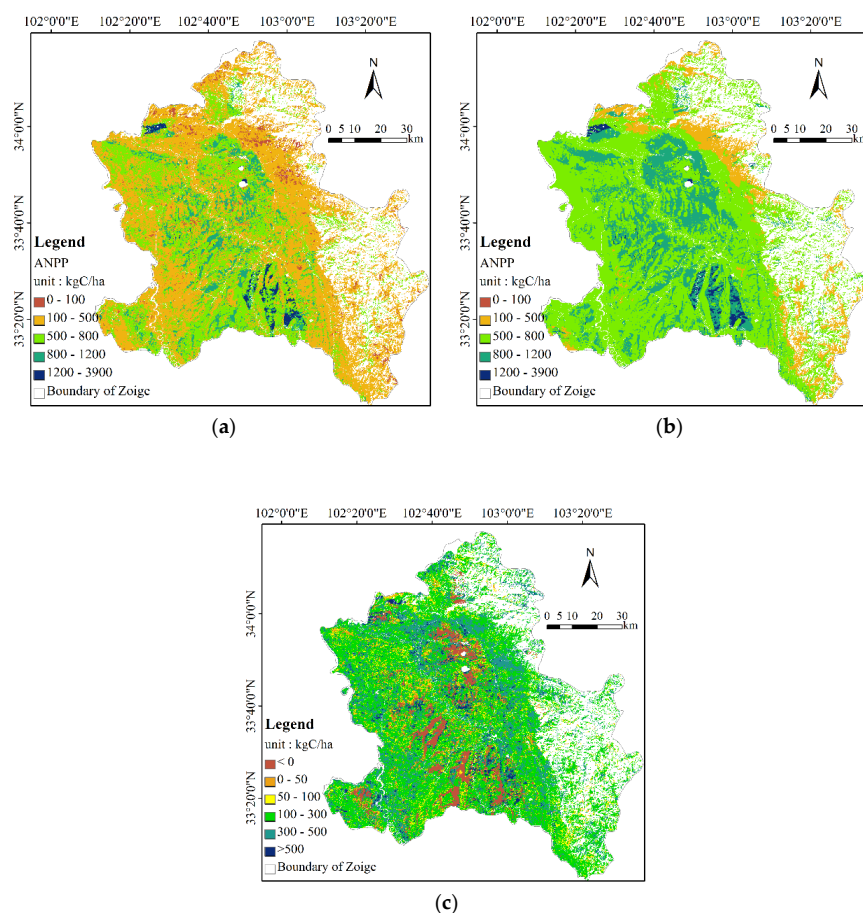 102°0'0"E 102°20'0"E 102°40'0"E 103°0'0"E 103°20'0"E
34°0'0"N
33°40'0"N
33°20'0"N
N
0 5 10 20 30
km
Legend
ANPP
unit : kgC/ha
0 - 100
100 - 500
500 - 800
800 - 1200
1200 - 3900
Boundary of Zoige
(a)
102°0'0"E 102°20'0"E 102°40'0"E 103°0'0"E 103°20'0"E
34°0'0"N
33°40'0"N
33°20'0"N
N
0 5 10 20 30
km
Legend
ANPP
unit : kgC/ha
0 - 100
100 - 500
500 - 800
800 - 1200
1200 - 3900
Boundary of Zoige
(b)
102°0'0"E 102°20'0"E 102°40'0"E 103°0'0"E 103°20'0"E
34°0'0"N
33°40'0"N
33°20'0"N
N
0 5 10 20 30
km
Legend
unit : kgC/ha
< 0
0 - 50
50 - 100
100 - 300
300 - 500
>500
Boundary of Zoige
(c)